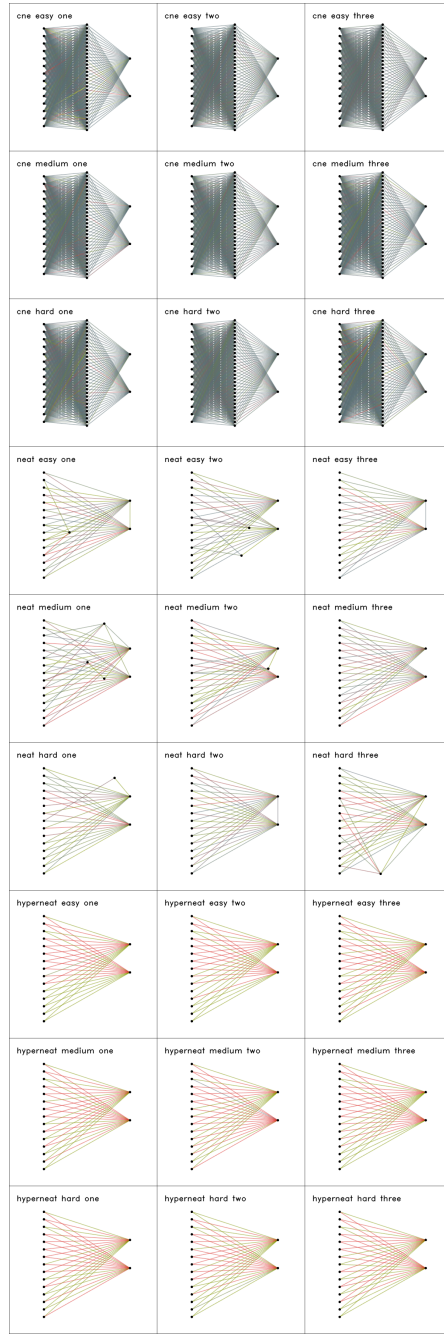 cne easy one
cne easy two
cne easy three
cne medium one
cne medium two
cne medium three
cne hard one
cne hard two
cne hard three
neat easy one
neat easy two
neat easy three
neat medium one
neat medium two
neat medium three
neat hard one
neat hard two
neat hard three
hyperneat easy one
hyperneat easy two
hyperneat easy three
hyperneat medium one
hyperneat medium two
hyperneat medium three
hyperneat hard one
hyperneat hard two
hyperneat hard three